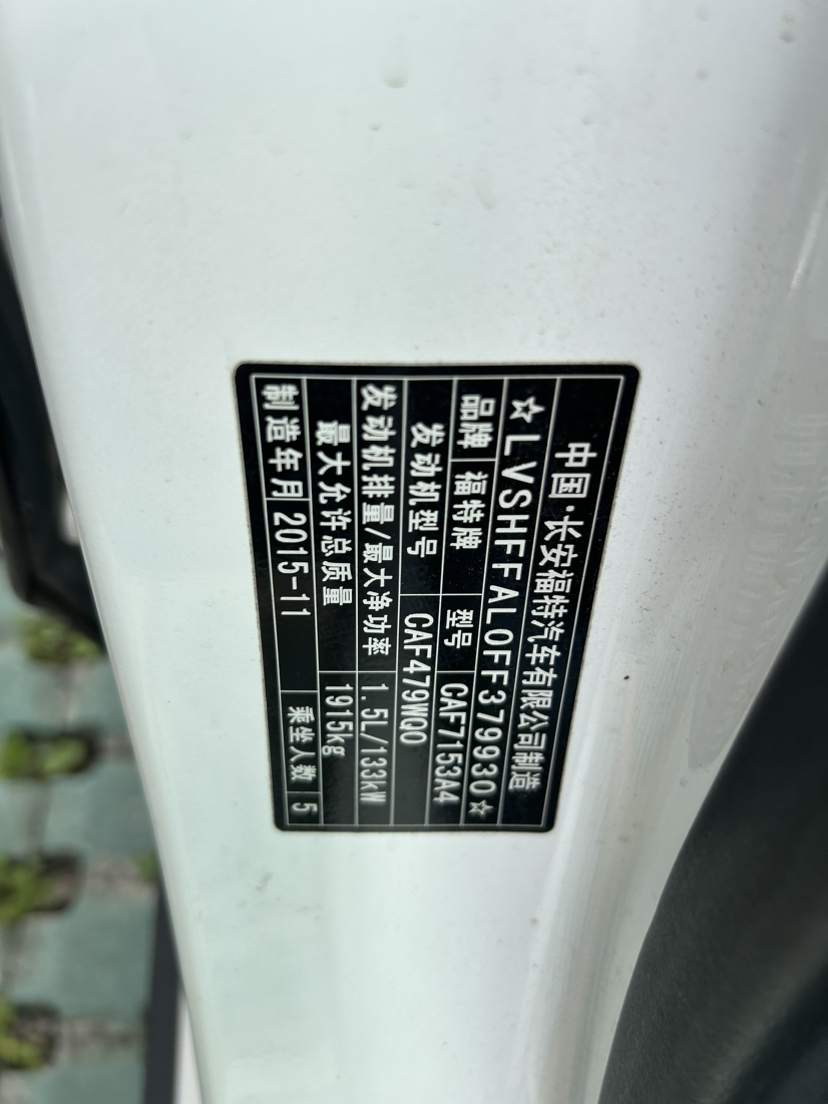 中国·长安福特汽车有限公司制造
☆LVSHFFAL0FF379930☆
品牌 福特牌 型号 CAF7153A4
发动机型号 CAF479WQ0
发动机排量/最大净功率 1.5L/133kW
最大允许总质量 1915kg
制造年月 2015-11 乘坐人数 5